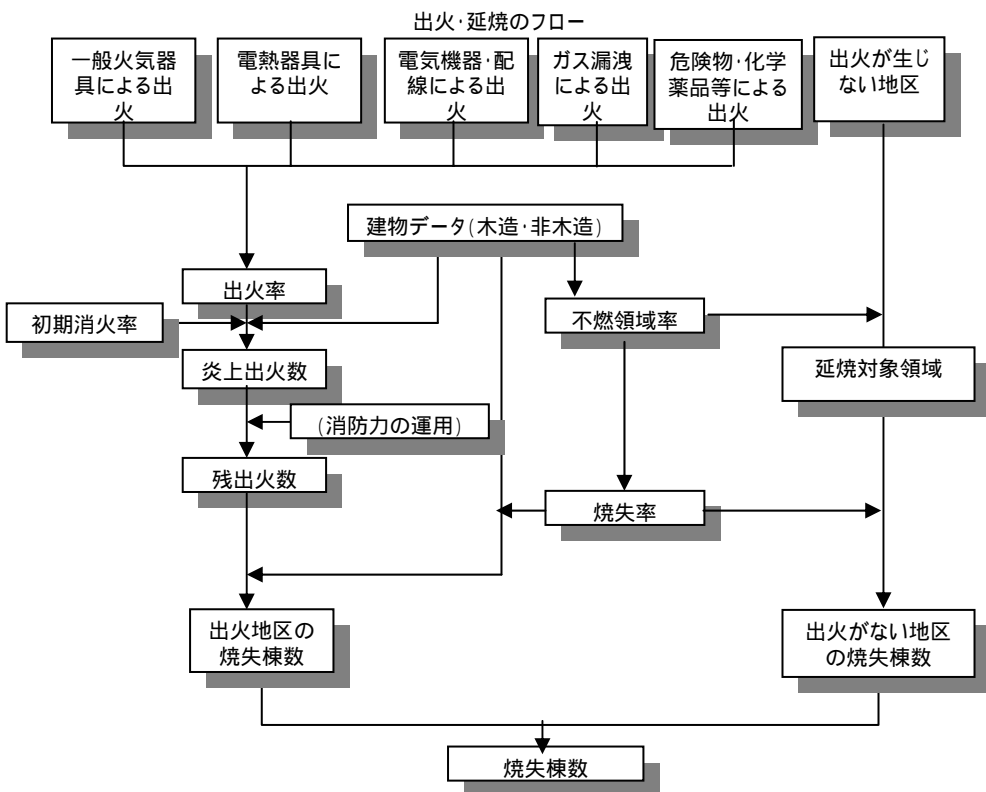 出火･延焼のフロー
一般火気器
具による出
火
電熱器具に
よる出火
電気機器･配
線による出
火
ガス漏洩
による出
火
危険物･化学
薬品等による
出火
出火が生じ
ない地区
建物データ(木造･非木造)
出火率
初期消火率
不燃領域率
炎上出火数
延焼対象領域
(消防力の運用)
残出火数
焼失率
出火地区の
焼失棟数
出火がない地区
の焼失棟数
焼失棟数